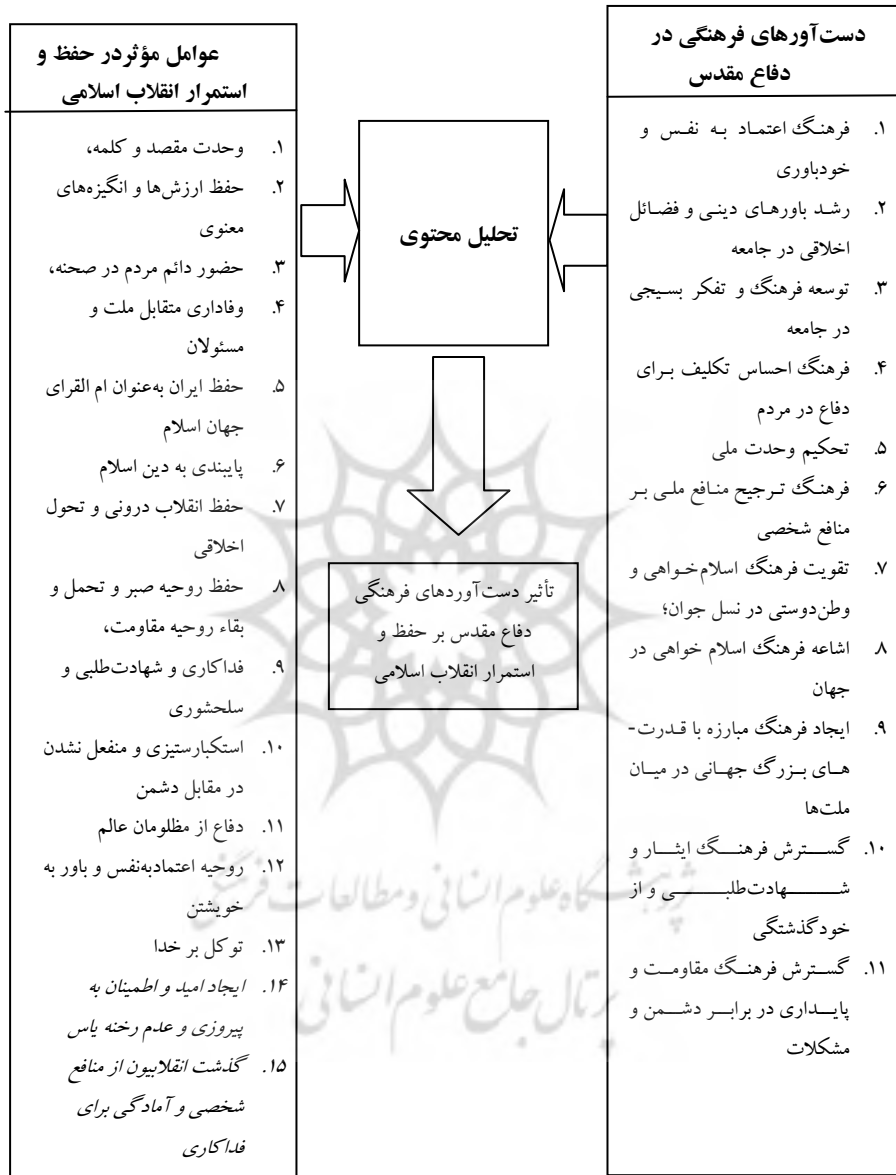 دست‌آورهای فرهنگی در
دفاع مقدس
۱. فرهنگ اعتماد به نفس و
خودباوری
۲. رشد باورهای دینی و فضائل
اخلاقی در جامعه
۳. توسعه فرهنگ و تفکر بسیجی
در جامعه
۴. فرهنگ احساس تکلیف برای
دفاع در مردم
۵. تحکیم وحدت ملی
۶. فرهنگ ترجیح منافع ملی بر
منافع شخصی
۷. تقویت فرهنگ اسلام‌خواهی و
وطن‌دوستی در نسل جوان؛
۸. اشاعه فرهنگ اسلام خواهی در
جهان
۹. ایجاد فرهنگ مبارزه با قدرت-
های بزرگ جهانی در میان
ملت‌ها
۱۰. گسترش فرهنگ ایثار و
شهادت‌طلبی و از
خودگذشتگی
۱۱. گسترش فرهنگ مقاومت و
پایداری در برابر دشمن و
مشکلات
تحلیل محتوی
تأثیر دست‌آوردهای فرهنگی
دفاع مقدس بر حفظ و
استمرار انقلاب اسلامی
عوامل مؤثردر حفظ و
استمرار انقلاب اسلامی
۱. وحدت مقصد و کلمه،
۲. حفظ ارزش‌ها و انگیزه‌های
معنوی
۳. حضور دائم مردم در صحنه،
۴. وفاداری متقابل ملت و
مسئولان
۵. حفظ ایران به‌عنوان ام القرای
جهان اسلام
۶. پایبندی به دین اسلام
۷. حفظ انقلاب درونی و تحول
اخلاقی
۸. حفظ روحیه صبر و تحمل و
بقاء روحیه مقاومت،
۹. فداکاری و شهادت‌طلبی و
سلحشوری
۱۰. استکبارستیزی و منفعل نشدن
در مقابل دشمن
۱۱. دفاع از مظلومان عالم
۱۲. روحیه اعتمادبه‌نفس و باور به
خویشتن
۱۳. توکل بر خدا
۱۴. ایجاد امید و اطمینان به
پیروزی و عدم رخنه یاس
۱۵. گذشت انقلابیون از منافع
شخصی و آمادگی برای
فداکاری
پژوهشگاه علوم انسانی و مطالعات فرهنگی
پرتال جامع علوم انسانی